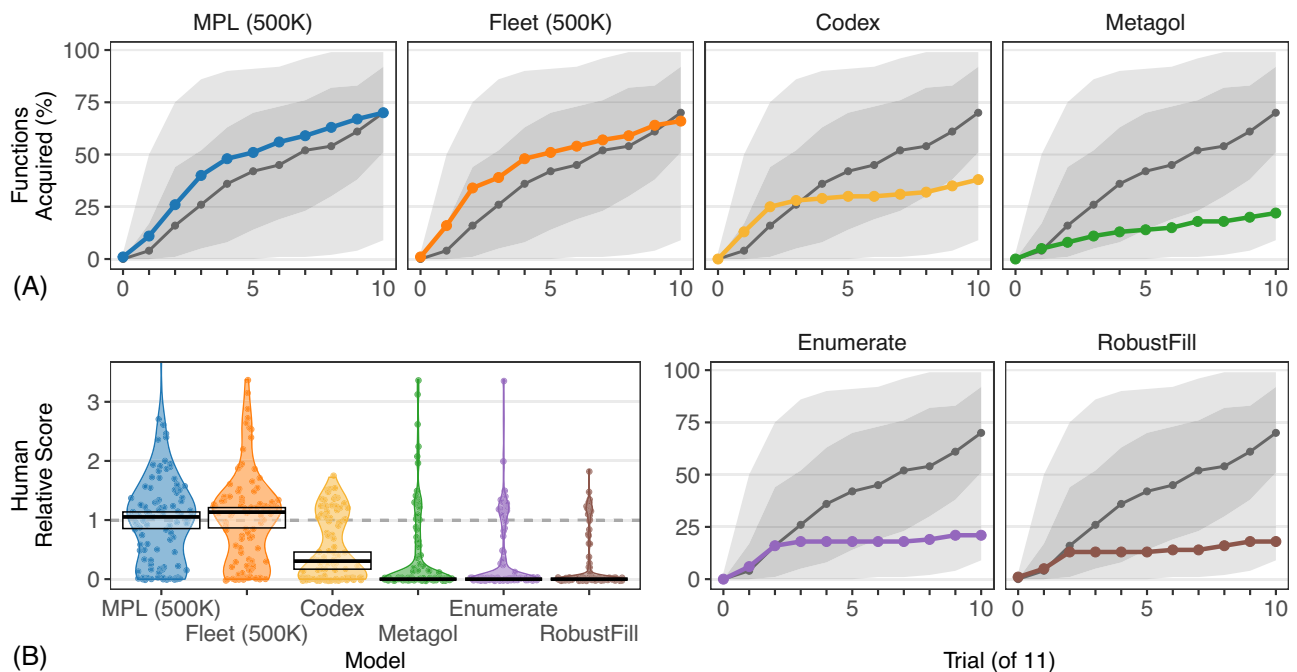 MPL (500K)
Fleet (500K)
Codex
Metagol
Functions
Acquired (%)
100
75
50
25
0
0 5 10
0 5 10
0 5 10
0 5 10
(A)
Human
Relative Score
3
2
1
0
MPL (500K)
Fleet (500K)
Codex
Metagol
Enumerate
RobustFill
Model
(B)
Enumerate
RobustFill
100
75
50
25
0
0 5 10
0 5 10
Trial (of 11)